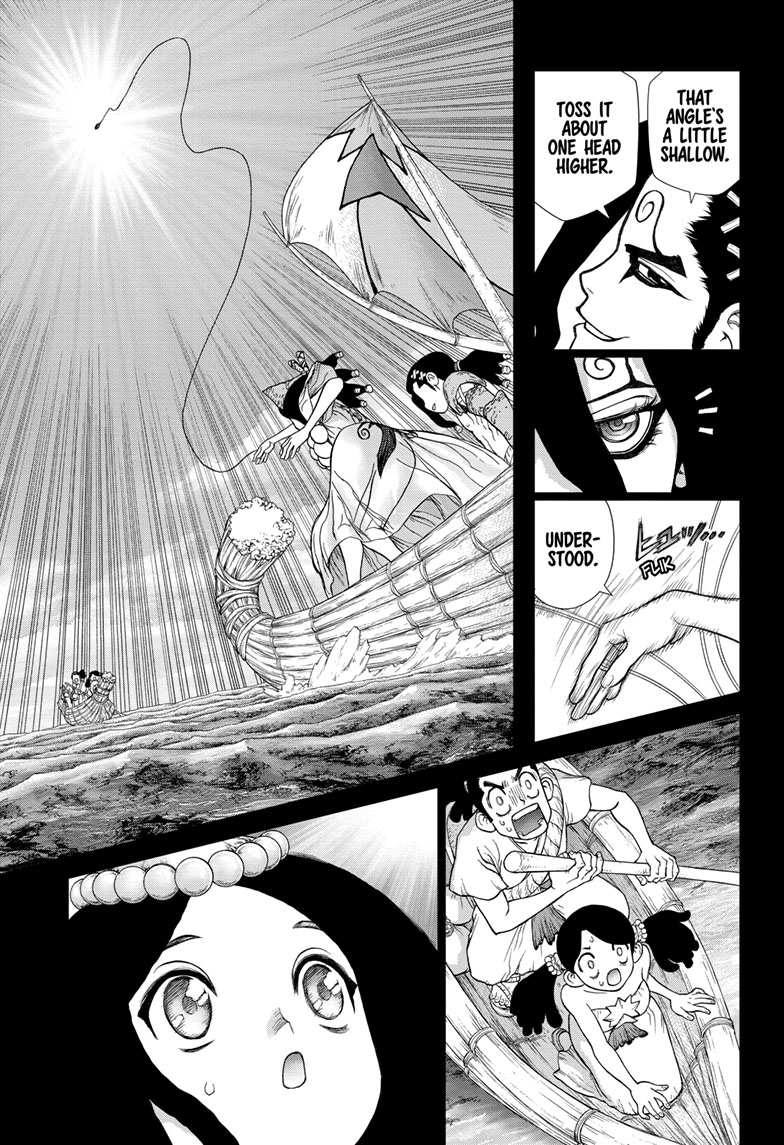 THAT
ANGLE'S
A LITTLE
SHALLOW.
TOSS IT
ABOUT
ONE HEAD
HIGHER.
UNDER-
STOOD.
ヒュッ…
FLIK